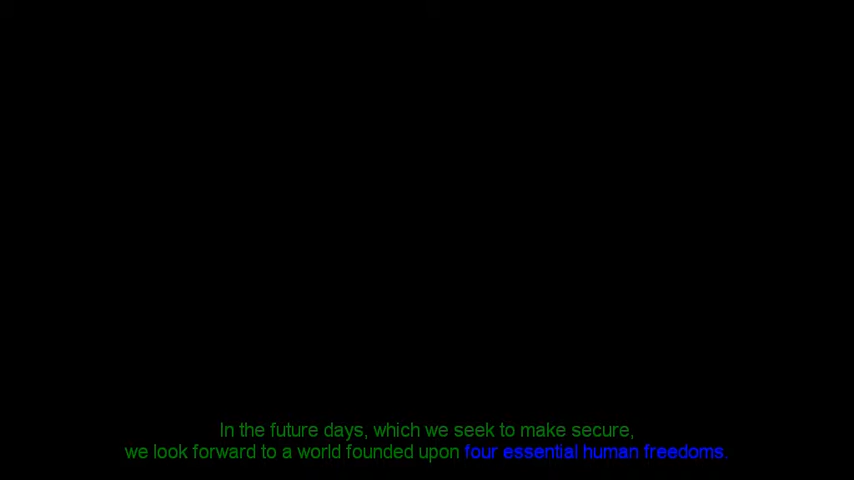 In the future days, which we seek to make secure,
we look forward to a world founded upon four essential human freedoms.